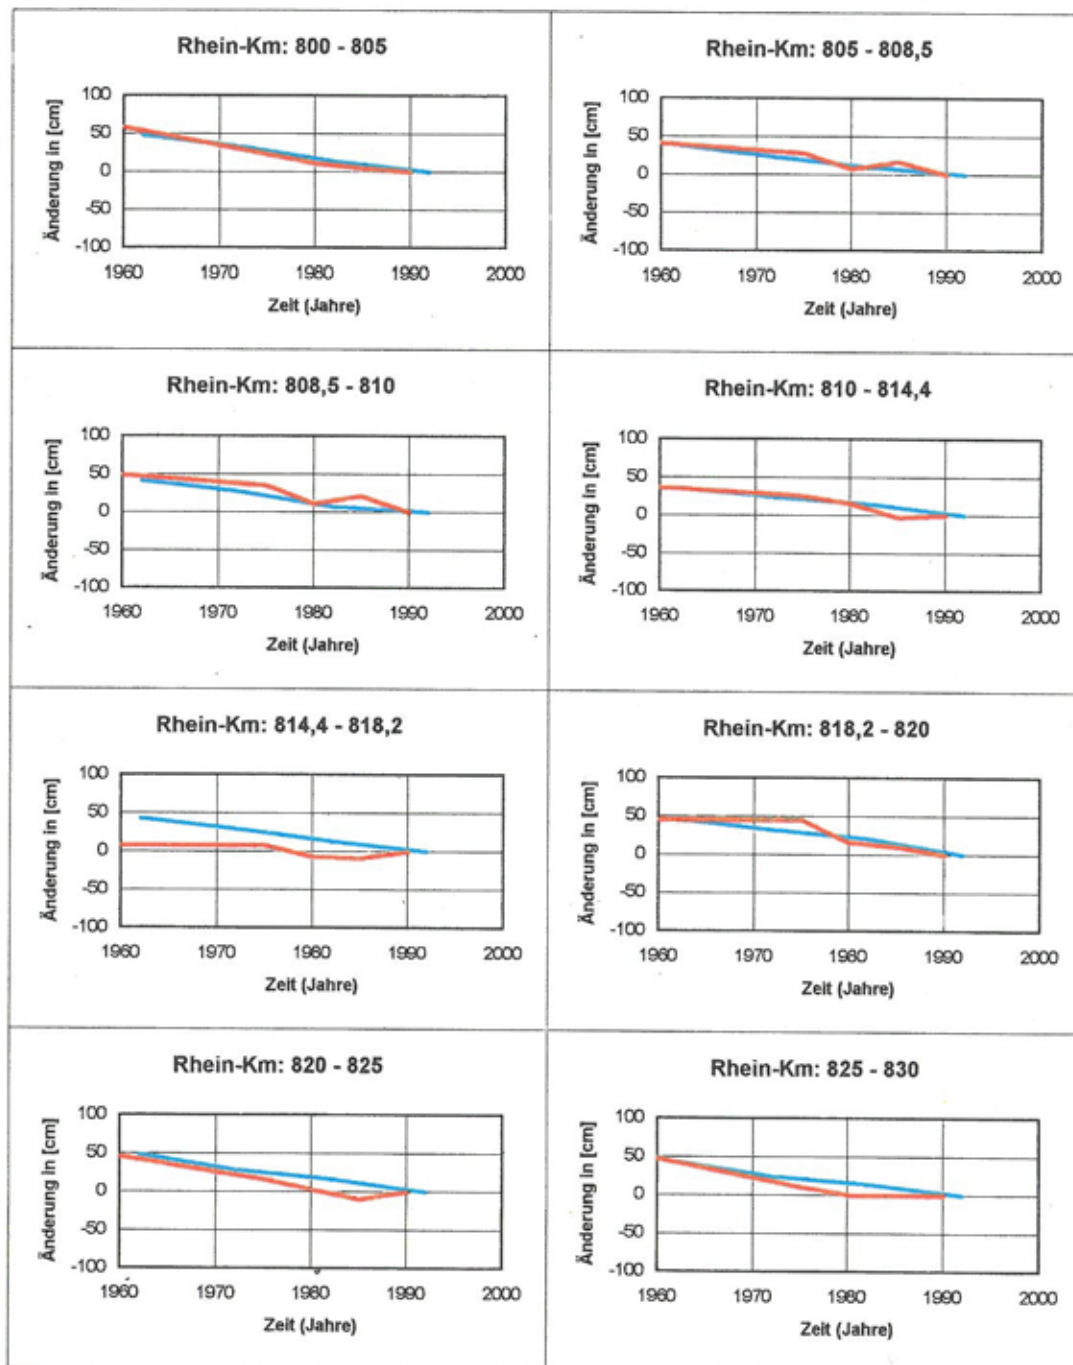 Rhein-Km: 800 - 805
Änderung in [cm]
100
50
0
-50
-100
1960 1970 1980 1990 2000
Zeit (Jahre)
Rhein-Km: 805 - 808,5
Änderung in [cm]
100
50
0
-50
-100
1960 1970 1980 1990 2000
Zeit (Jahre)
Rhein-Km: 808,5 - 810
Änderung in [cm]
100
50
0
-50
-100
1960 1970 1980 1990 2000
Zeit (Jahre)
Rhein-Km: 810 - 814,4
Änderung in [cm]
100
50
0
-50
-100
1960 1970 1980 1990 2000
Zeit (Jahre)
Rhein-Km: 814,4 - 818,2
Änderung in [cm]
100
50
0
-50
-100
1960 1970 1980 1990 2000
Zeit (Jahre)
Rhein-Km: 818,2 - 820
Änderung in [cm]
100
50
0
-50
-100
1960 1970 1980 1990 2000
Zeit (Jahre)
Rhein-Km: 820 - 825
Änderung in [cm]
100
50
0
-50
-100
1960 1970 1980 1990 2000
Zeit (Jahre)
Rhein-Km: 825 - 830
Änderung in [cm]
100
50
0
-50
-100
1960 1970 1980 1990 2000
Zeit (Jahre)